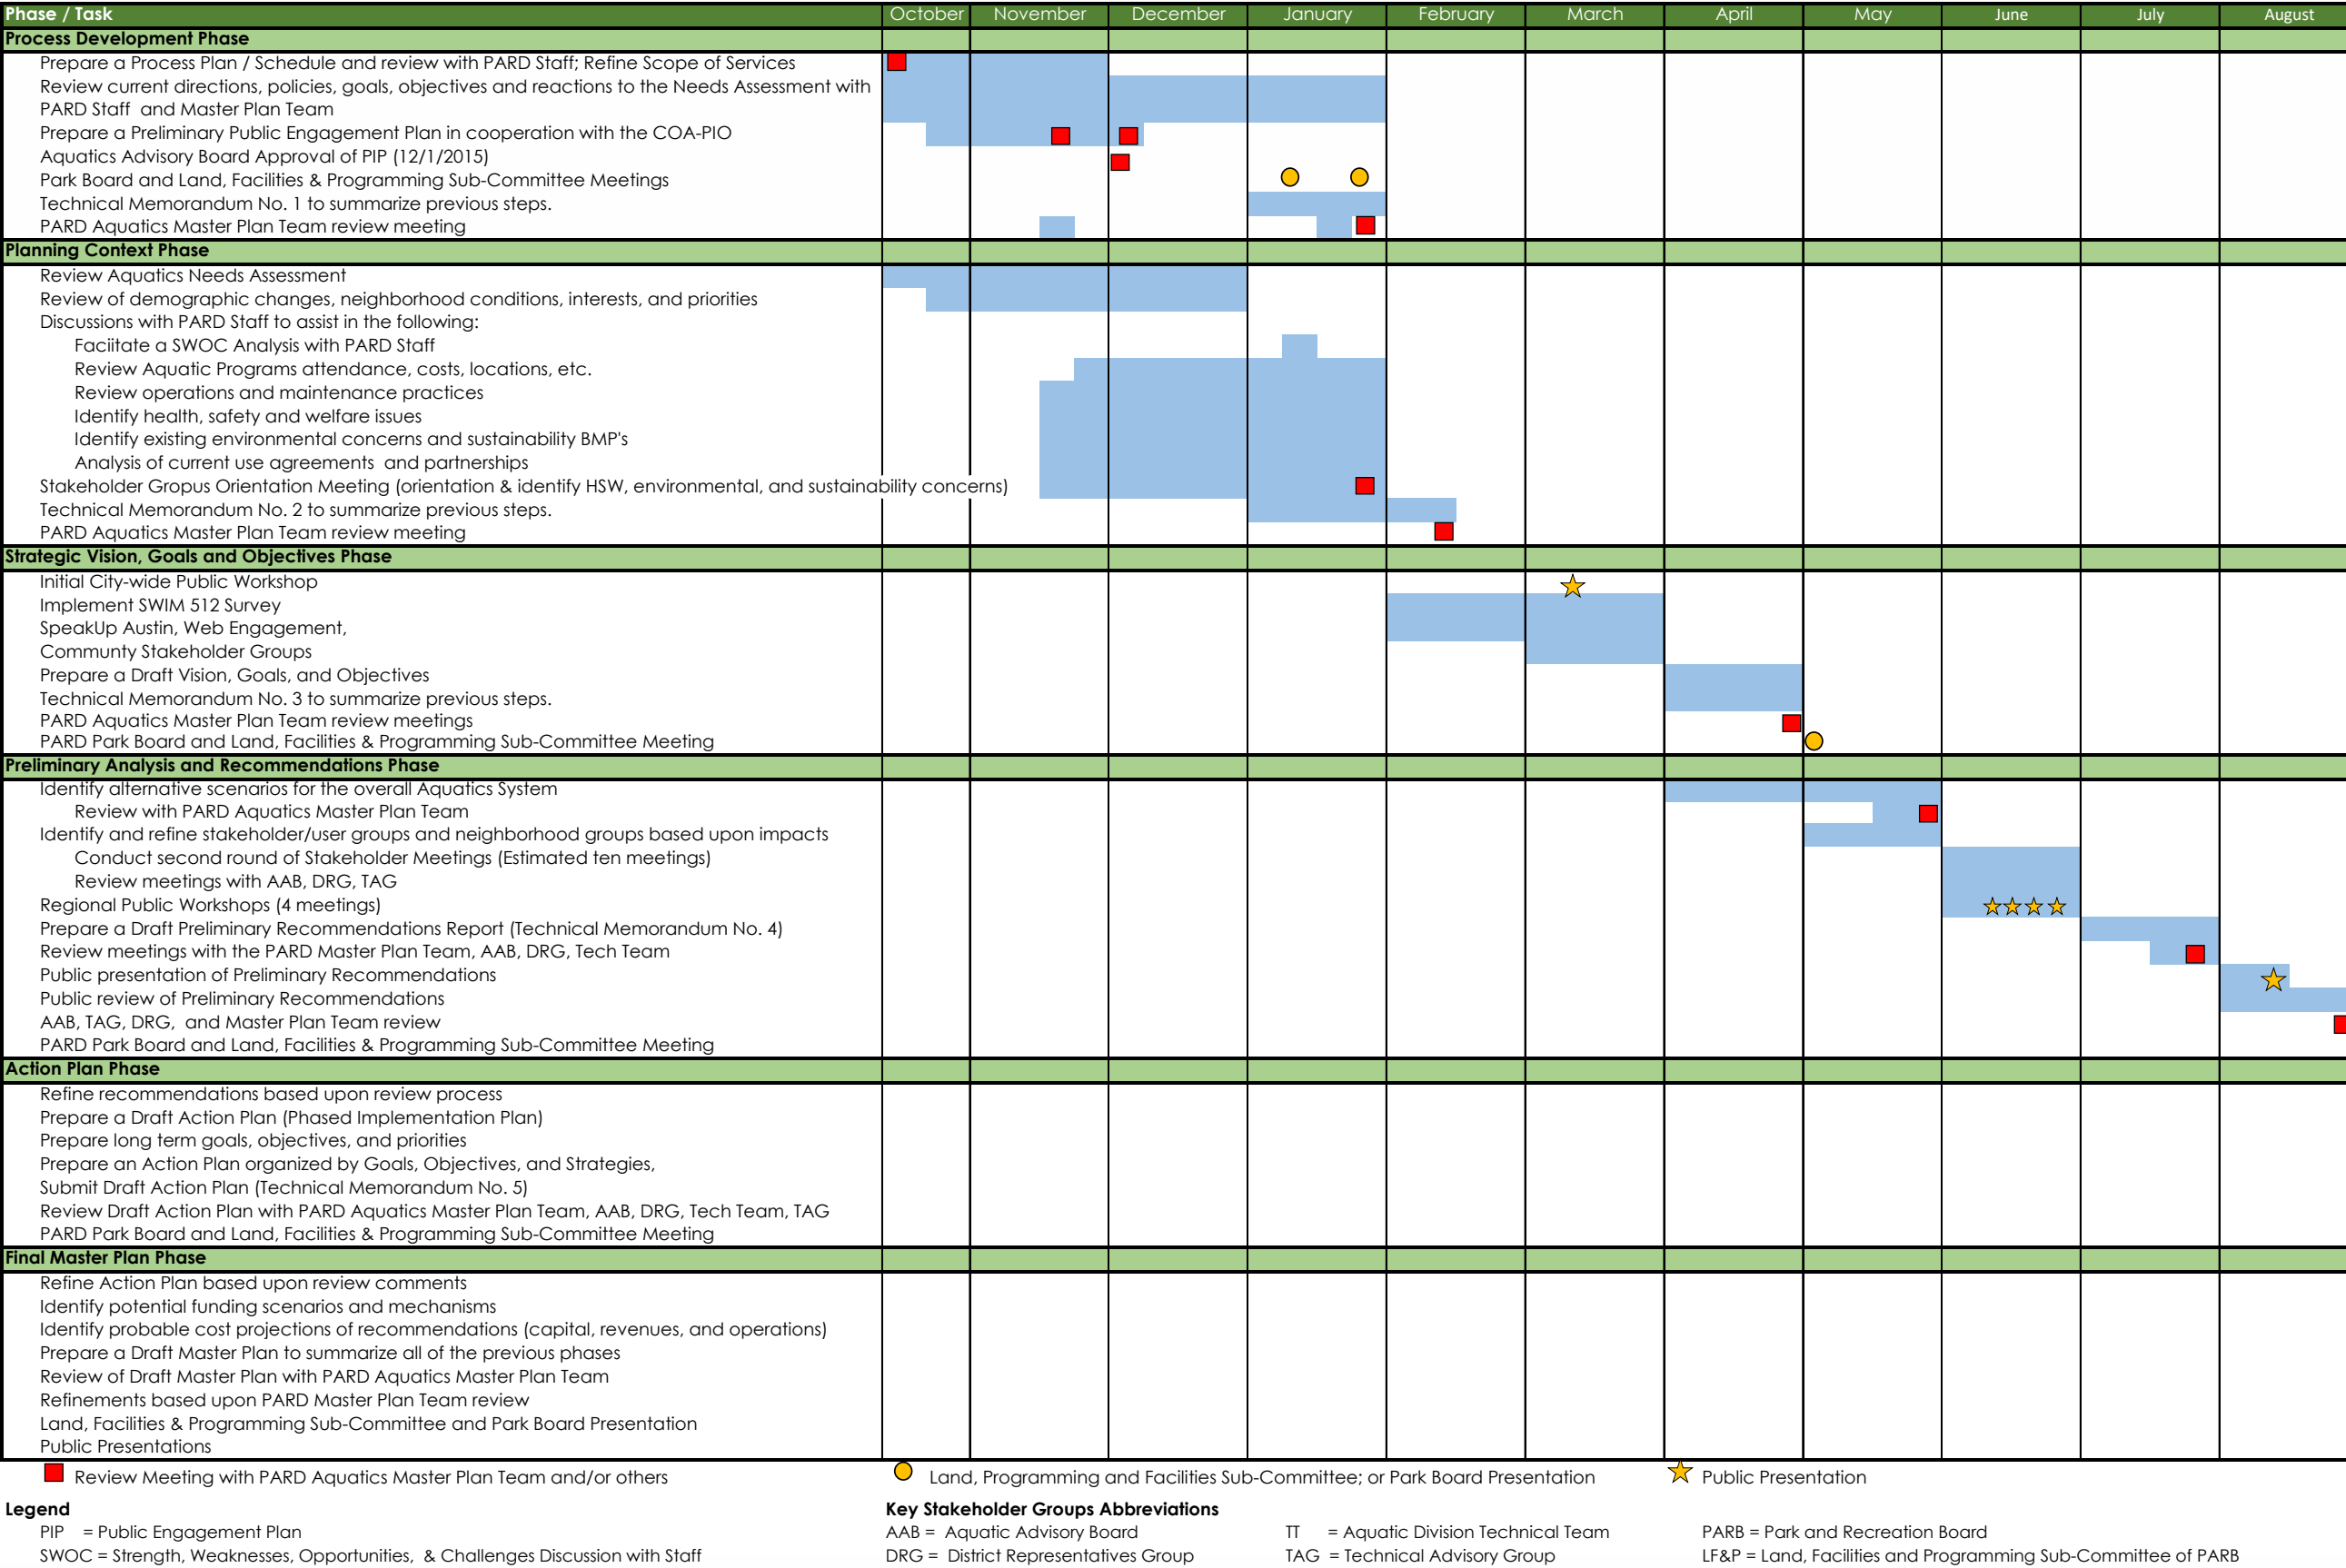 Phase / Task October November December January February March April May June July August
Process Development Phase
Prepare a Process Plan / Schedule and review with PARD Staff; Refine Scope of Services
Review current directions, policies, goals, objectives and reactions to the Needs Assessment with
PARD Staff and Master Plan Team
Prepare a Preliminary Public Engagement Plan in cooperation with the COA-PIO
Aquatics Advisory Board Approval of PIP (12/1/2015)
Park Board and Land, Facilities & Programming Sub-Committee Meetings
Technical Memorandum No. 1 to summarize previous steps.
PARD Aquatics Master Plan Team review meeting
Planning Context Phase
Review Aquatics Needs Assessment
Review of demographic changes, neighborhood conditions, interests, and priorities
Discussions with PARD Staff to assist in the following:
Faciitate a SWOC Analysis with PARD Staff
Review Aquatic Programs attendance, costs, locations, etc.
Review operations and maintenance practices
Identify health, safety and welfare issues
Identify existing environmental concerns and sustainability BMP's
Analysis of current use agreements and partnerships
Stakeholder Gropus Orientation Meeting (orientation & identify HSW, environmental, and sustainability concerns)
Technical Memorandum No. 2 to summarize previous steps.
PARD Aquatics Master Plan Team review meeting
Strategic Vision, Goals and Objectives Phase
Initial City-wide Public Workshop
Implement SWIM 512 Survey
SpeakUp Austin, Web Engagement,
Communty Stakeholder Groups
Prepare a Draft Vision, Goals, and Objectives
Technical Memorandum No. 3 to summarize previous steps.
PARD Aquatics Master Plan Team review meetings
PARD Park Board and Land, Facilities & Programming Sub-Committee Meeting
Preliminary Analysis and Recommendations Phase
Identify alternative scenarios for the overall Aquatics System
Review with PARD Aquatics Master Plan Team
Identify and refine stakeholder/user groups and neighborhood groups based upon impacts
Conduct second round of Stakeholder Meetings (Estimated ten meetings)
Review meetings with AAB, DRG, TAG
Regional Public Workshops (4 meetings)
Prepare a Draft Preliminary Recommendations Report (Technical Memorandum No. 4)
Review meetings with the PARD Master Plan Team, AAB, DRG, Tech Team
Public presentation of Preliminary Recommendations
Public review of Preliminary Recommendations
AAB, TAG, DRG, and Master Plan Team review
PARD Park Board and Land, Facilities & Programming Sub-Committee Meeting
Action Plan Phase
Refine recommendations based upon review process
Prepare a Draft Action Plan (Phased Implementation Plan)
Prepare long term goals, objectives, and priorities
Prepare an Action Plan organized by Goals, Objectives, and Strategies,
Submit Draft Action Plan (Technical Memorandum No. 5)
Review Draft Action Plan with PARD Aquatics Master Plan Team, AAB, DRG, Tech Team, TAG
PARD Park Board and Land, Facilities & Programming Sub-Committee Meeting
Final Master Plan Phase
Refine Action Plan based upon review comments
Identify potential funding scenarios and mechanisms
Identify probable cost projections of recommendations (capital, revenues, and operations)
Prepare a Draft Master Plan to summarize all of the previous phases
Review of Draft Master Plan with PARD Aquatics Master Plan Team
Refinements based upon PARD Master Plan Team review
Land, Facilities & Programming Sub-Committee and Park Board Presentation
Public Presentations
Review Meeting with PARD Aquatics Master Plan Team and/or others Land, Programming and Facilities Sub-Committee; or Park Board Presentation Public Presentation
Legend Key Stakeholder Groups Abbreviations
PIP = Public Engagement Plan AAB = Aquatic Advisory Board TT = Aquatic Division Technical Team PARB = Park and Recreation Board
SWOC = Strength, Weaknesses, Opportunities, & Challenges Discussion with Staff DRG = District Representatives Group TAG = Technical Advisory Group LF&P = Land, Facilities and Programming Sub-Committee of PARB